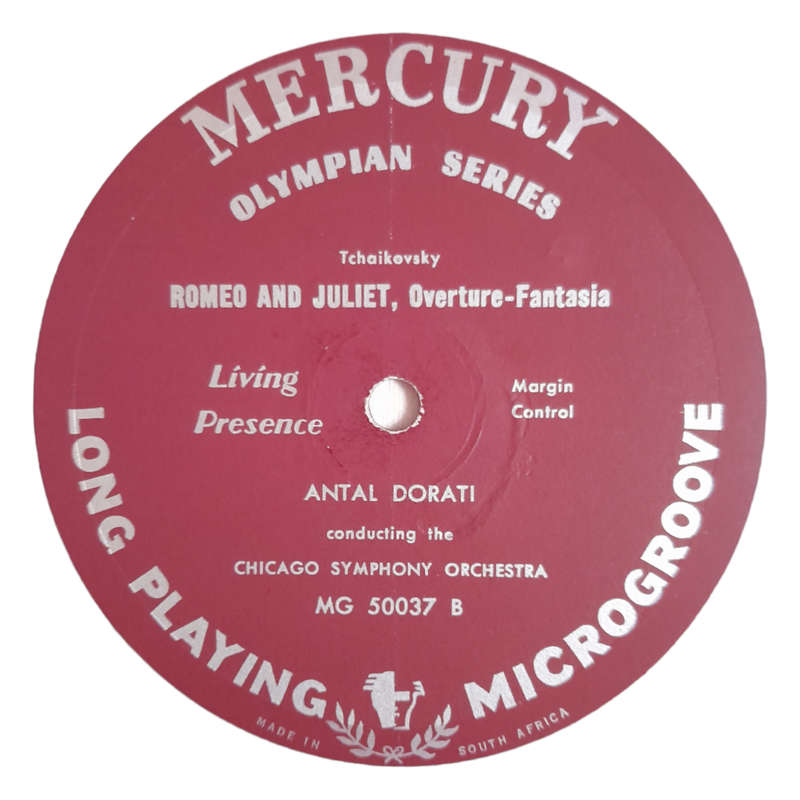 MERCURY
OLYMPIAN SERIES
Tchaikovsky
ROMEO AND JULIET, Overture-Fantasia
Living
Presence
Margin
Control
ANTAL DORATI
conducting the
CHICAGO SYMPHONY ORCHESTRA
MG 50037 B
LONG PLAYING MICROGROOVE
MADE IN SOUTH AFRICA